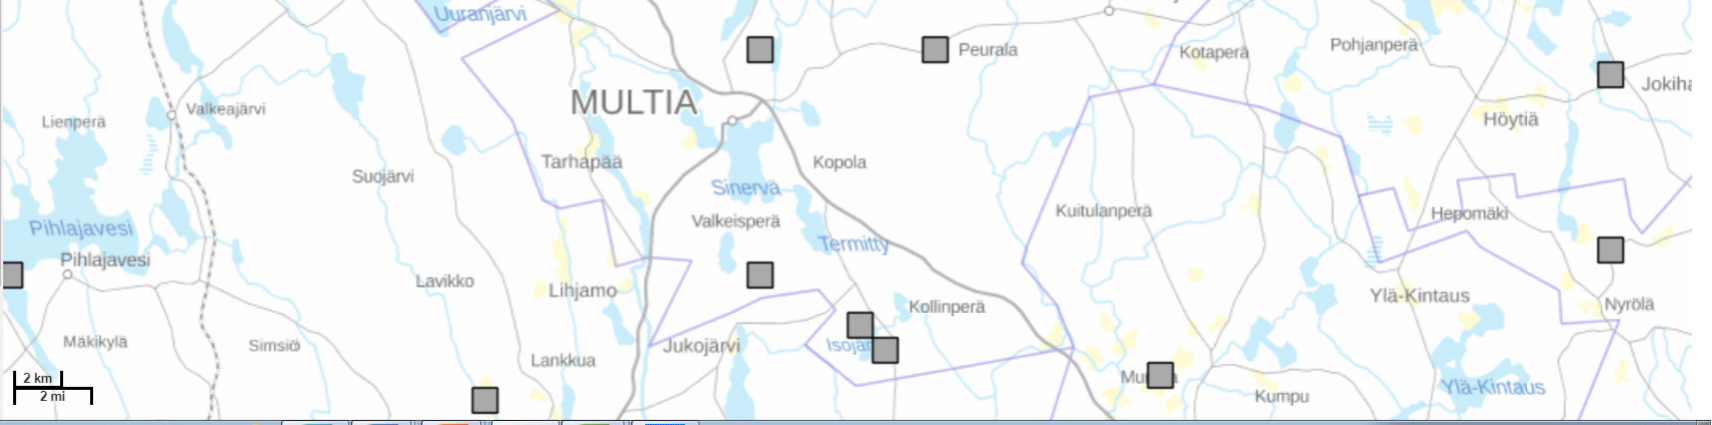 Uuranjärvi
Kotaperä
Pohjanperä
Peurala
MULTIA
Jokiha
Valkeajärvi
Lienperä
Höytiä
Tarhapää
Kopola
Suojärvi
Sinervä
Kuitulanperä
Hepomäki
Valkeisperä
Pihlajavesi
Termitty
Pihlajavesi
Lavikko
Lihjamo
Ylä-Kintaus
Kollinperä
Nyrölä
Mäkikylä
Simsiö
Jukojärvi
Lankkua
2 km
2 mi
Kumpu
Ylä-Kintaus